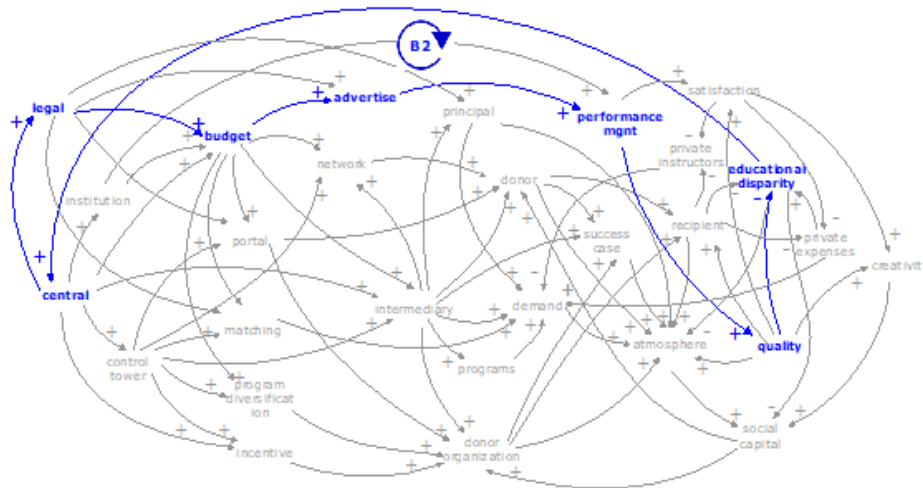 B2
legal
advertise
satisfaction
principal
performance
mgnt
budget
private
instructors
network
educational
disparity
donor
institution
recipient
success
case
portal
private
expenses
creativit
central
intermediary
demand
matching
atmosphere
quality
control
tower
programs
program
diversificat
ion
social
capital
donor
organization
incentive